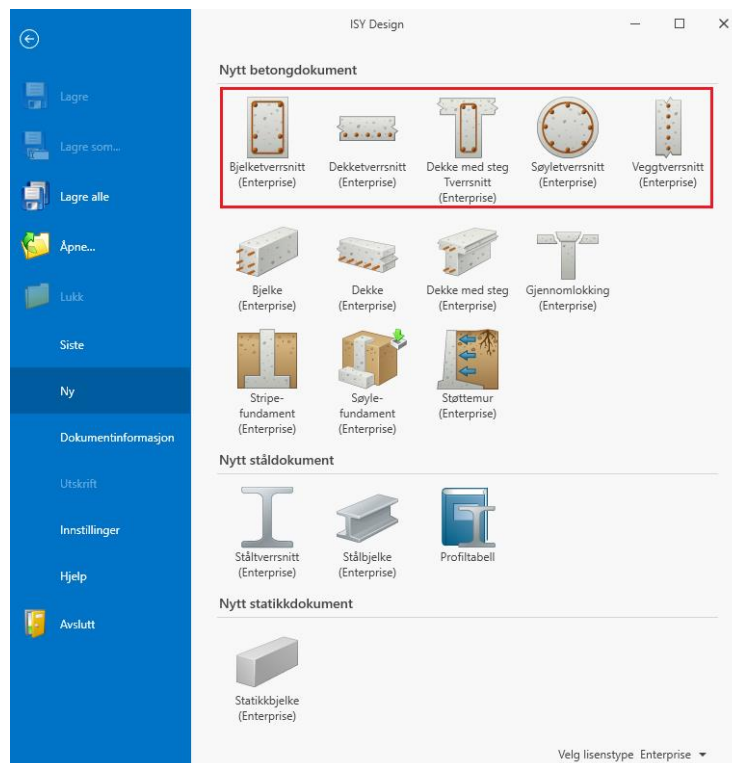 ISY Design
Lagre
Lagre som...
Lagre alle
Åpne...
Lukk
Siste
Ny
Dokumentinformasjon
Utskrift
Innstillinger
Hjelp
Avslutt
Nytt betongdokument
Bjelketverrsnitt
(Enterprise)
Dekketverrsnitt
(Enterprise)
Dekke med steg
Tverrsnitt
(Enterprise)
Søyletverrsnitt
(Enterprise)
Veggtverrsnitt
(Enterprise)
Bjelke
(Enterprise)
Dekke
(Enterprise)
Dekke med steg
(Enterprise)
Gjennomlokking
(Enterprise)
Stripe-
fundament
(Enterprise)
Søyle-
fundament
(Enterprise)
Støttemur
(Enterprise)
Nytt ståldokument
Ståltverrsnitt
(Enterprise)
Stålbjelke
(Enterprise)
Profiltabell
Nytt statikkdokument
Statikkbjelke
(Enterprise)
Velg lisenstype Enterprise